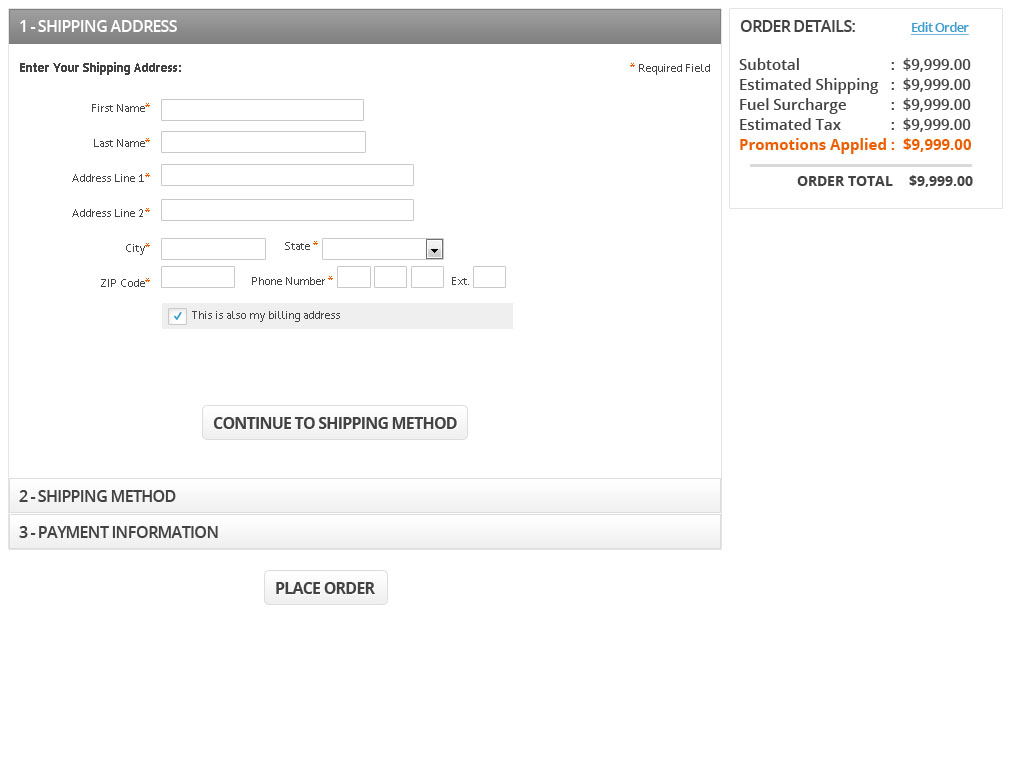 1 - SHIPPING ADDRESS
Enter Your Shipping Address:
* Required Field
First Name*
Last Name*
Address Line 1*
Address Line 2*
City*
State *
ZIP Code*
Phone Number *
Ext.
This is also my billing address
CONTINUE TO SHIPPING METHOD
2 - SHIPPING METHOD
3 - PAYMENT INFORMATION
PLACE ORDER
ORDER DETAILS:
Edit Order
Subtotal : $9,999.00
Estimated Shipping : $9,999.00
Fuel Surcharge : $9,999.00
Estimated Tax : $9,999.00
Promotions Applied : $9,999.00
ORDER TOTAL $9,999.00